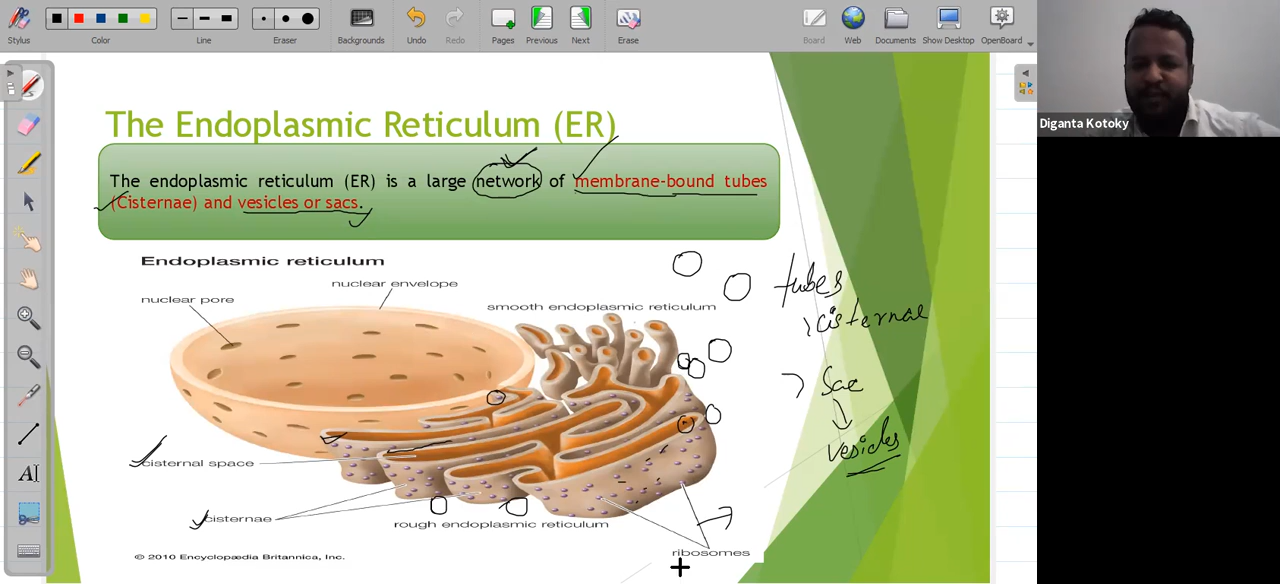 Stylus
Color
Line
Eraser
Backgrounds
Undo
Redo
Pages
Previous
Next
Erase
Board
Web
Documents
Show Desktop
OpenBoard
Diganta Kotoky
The Endoplasmic Reticulum (ER)
The endoplasmic reticulum (ER) is a large network of membrane-bound tubes
(Cisternae) and vesicles or sacs.
Endoplasmic reticulum
nuclear envelope
nuclear pore
smooth endoplasmic reticulum
tubes
cisternae
Sac
vesicles
cisternal space
cisternae
rough endoplasmic reticulum
ribosomes
© 2010 Encyclopædia Britannica, Inc.